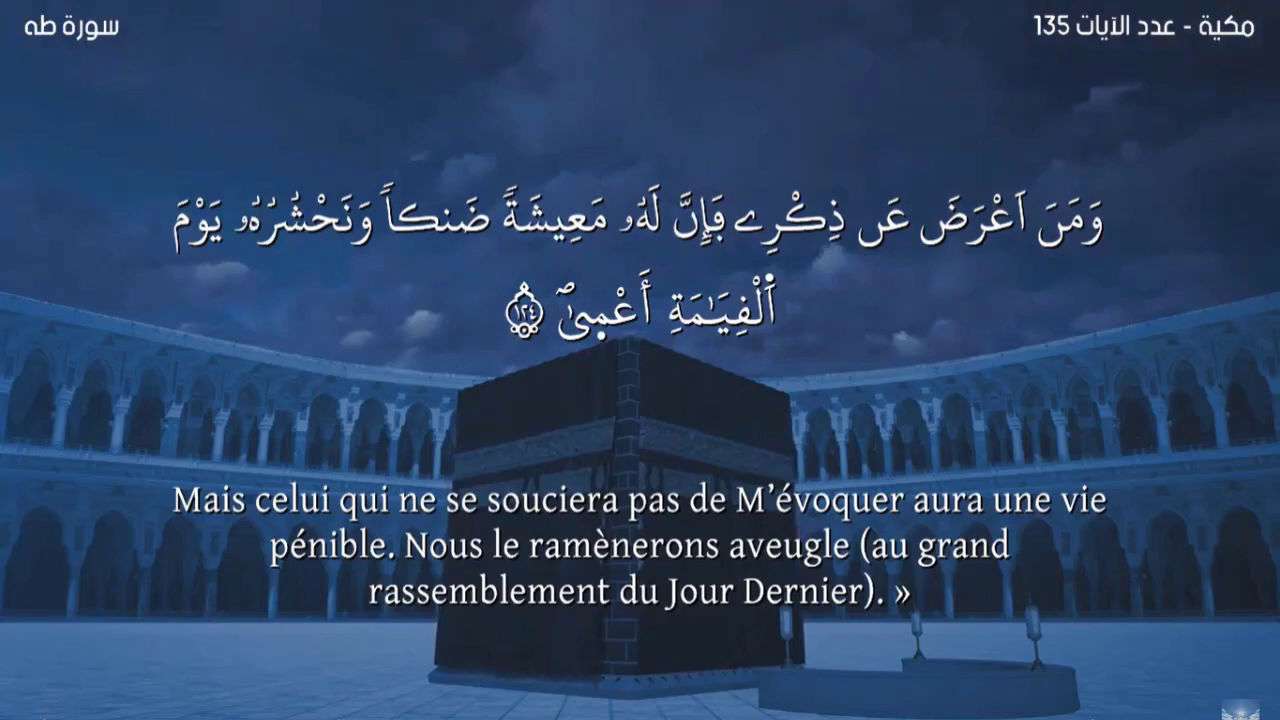 سورة طه
مكية - عدد الآيات 135
وَمَنَ اَعْرَضَ عَن ذِكْرِے فَإِنَّ لَهُۥ مَعِيشَةٗ ضَنكاٗ وَنَحْشُرُهُۥ يَوْمَ
اَ۬لْقِيَٰمَةِ أَعْم۪يٰۖ ١٢٤
Mais celui qui ne se souciera pas de M’évoquer aura une vie
pénible. Nous le ramènerons aveugle (au grand
rassemblement du Jour Dernier). »